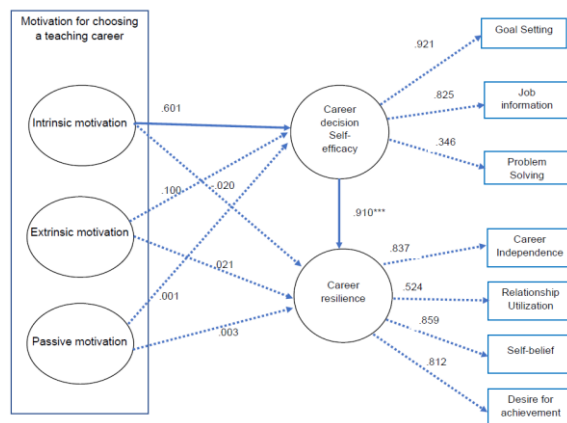 Motivation for choosing
a teaching career
Intrinsic motivation
Extrinsic motivation
Passive motivation
.601
.100
.020
.021
.001
.003
Career
decision
Self-
efficacy
.910***
Career
resilience
.921
.825
.346
.837
.524
.859
.812
Goal Setting
Job
information
Problem
Solving
Career
Independence
Relationship
Utilization
Self-belief
Desire for
achievement